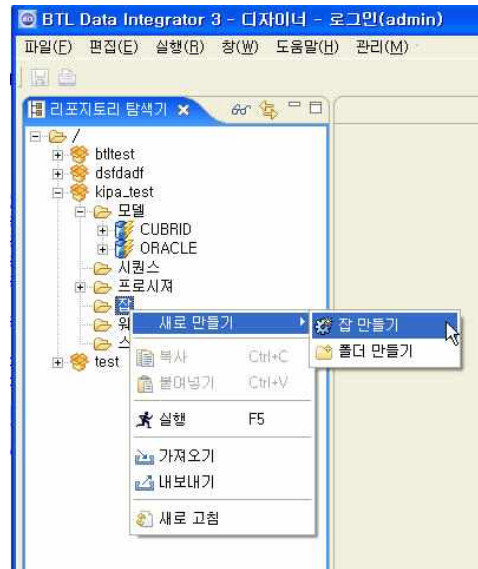 BTL Data Integrator 3 - 디자이너 - 로그인(admin)
파일(F) 편집(E) 실행(R) 창(W) 도움말(H) 관리(M)
리포지토리 탐색기
/
btltest
dsfdadf
kipa_test
모델
CUBRID
ORACLE
시퀀스
프로시져
잡
워
스
test
새로 만들기
복사 Ctrl+C
붙여넣기 Ctrl+V
실행 F5
가져오기
내보내기
새로 고침
잡 만들기
폴더 만들기